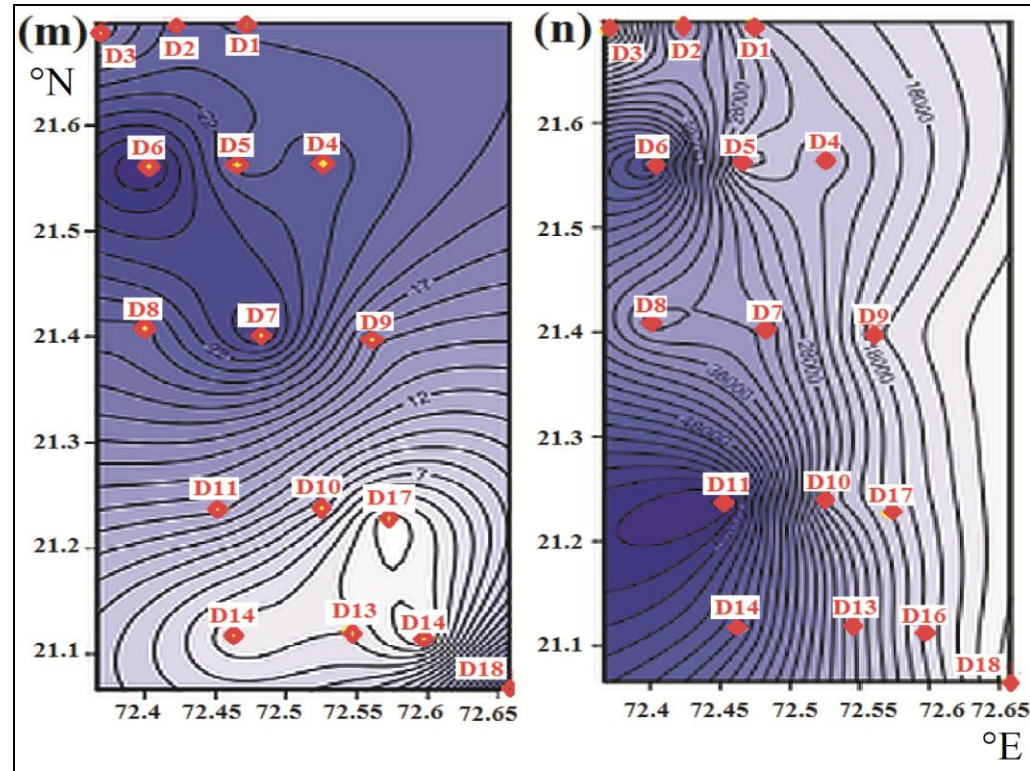 (m)
D3
D2
D1
°N
21.6
D6
D5
D4
21.5
D8
D7
D9
17
21.4
12
21.3
7
D11
D10
D17
21.2
D14
D13
D14
21.1
D18
72.4 72.45 72.5 72.55 72.6 72.65
(n)
D3
D2
D1
28000
18000
21.6
D6
D5
D4
21.5
D8
D7
D9
21.4
28000
18000
38000
21.3
48000
D11
D10
D17
21.2
D14
D13
D16
21.1
D18
72.4 72.45 72.5 72.55 72.6 72.65
°E